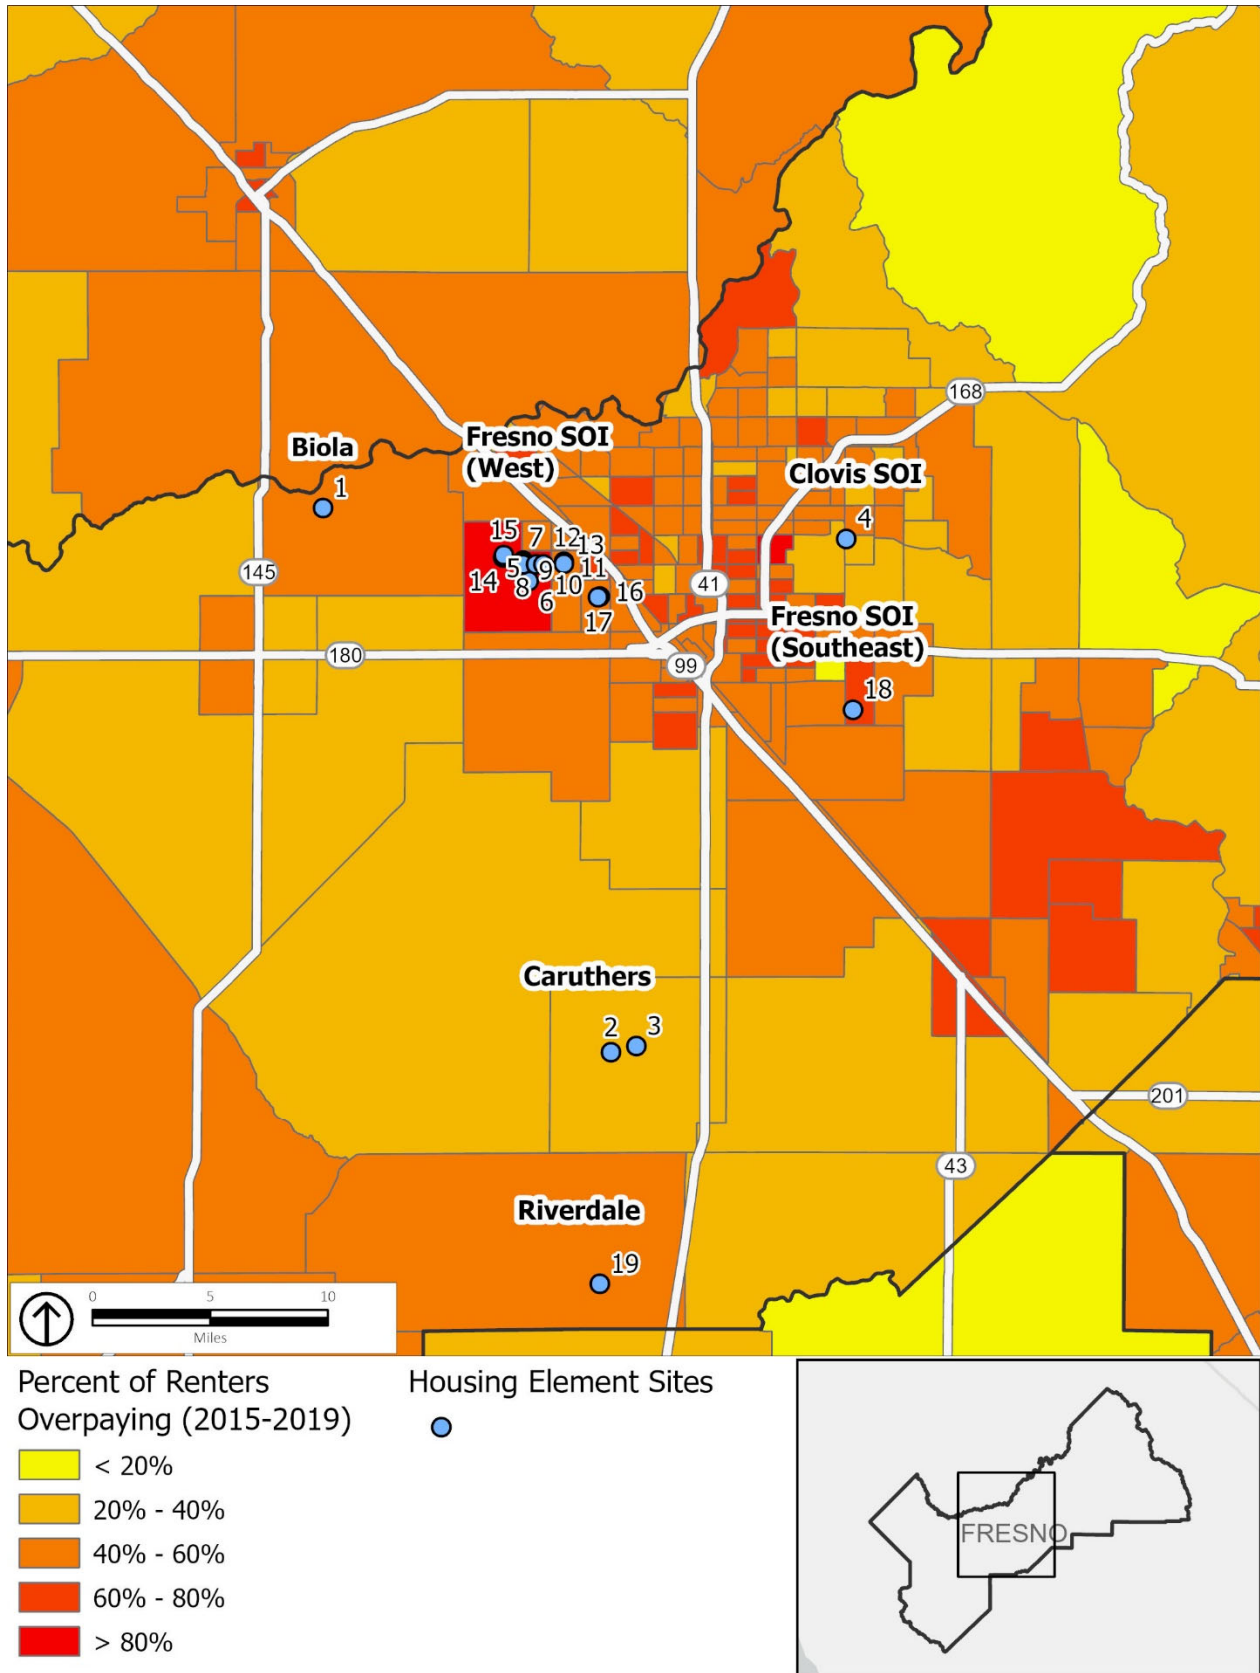 168
Fresno SOI
(West)
Biola
1
Clovis SOI
4
15
7
12
13
14
5
9
11
8
10
6
16
17
145
41
Fresno SOI
(Southeast)
180
99
18
Caruthers
2
3
201
43
Riverdale
19
0 5 10
Miles
Percent of Renters
Overpaying (2015-2019)
< 20%
20% - 40%
40% - 60%
60% - 80%
> 80%
Housing Element Sites
FRESNO